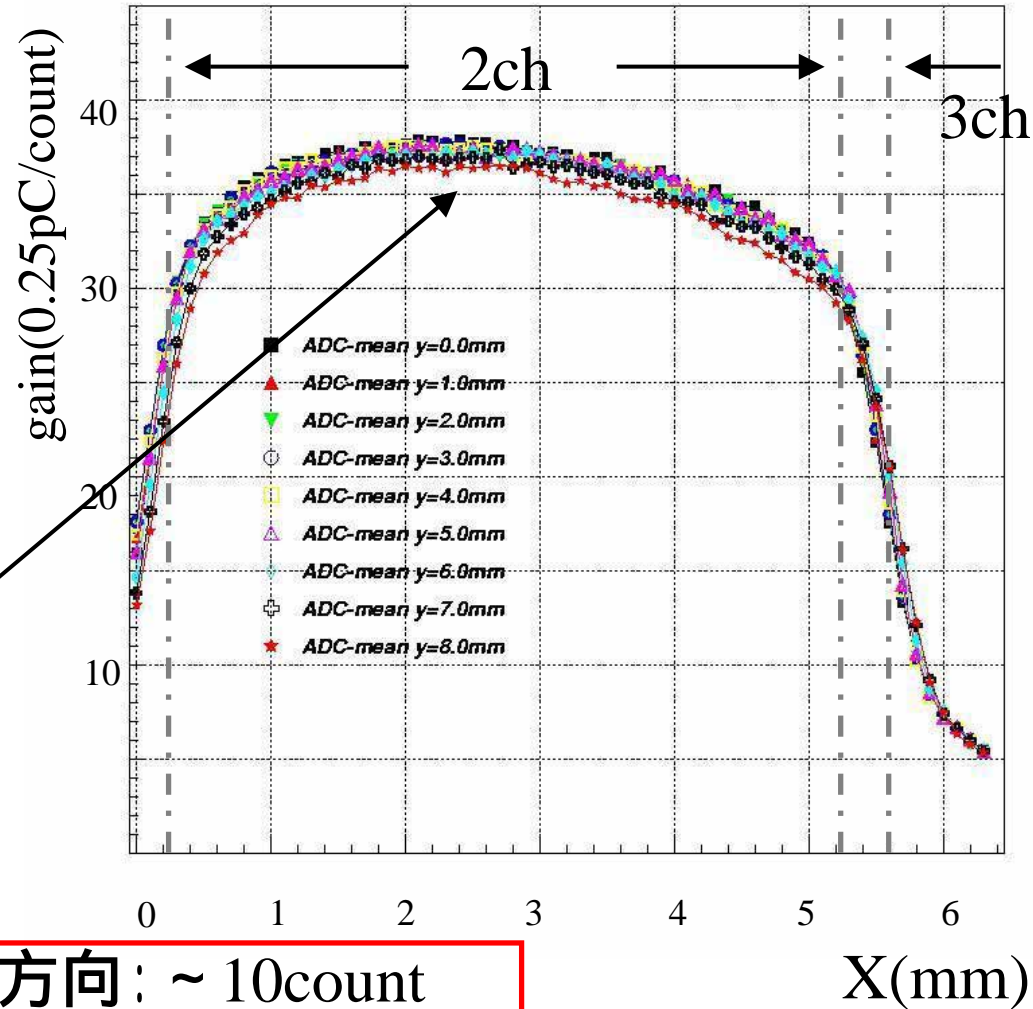 gain(0.25pC/count)
40
30
20
10
2ch
3ch
ADC-mean y=0.0mm
ADC-mean y=1.0mm
ADC-mean y=2.0mm
ADC-mean y=3.0mm
ADC-mean y=4.0mm
ADC-mean y=5.0mm
ADC-mean y=6.0mm
ADC-mean y=7.0mm
ADC-mean y=8.0mm
0 1 2 3 4 5 6
X(mm)
方向: ~ 10count